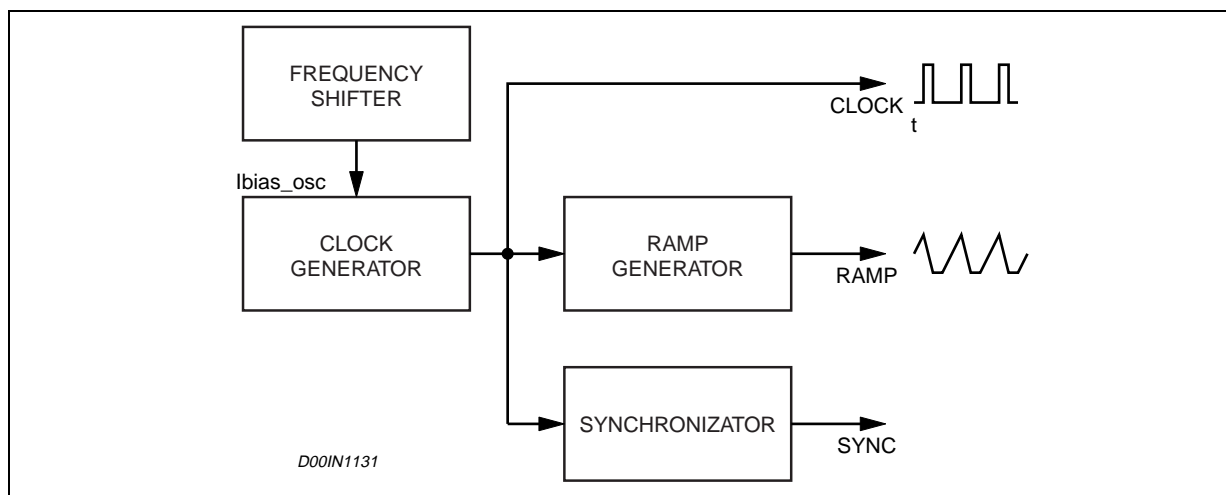 FREQUENCY
SHIFTER
CLOCK
t
Ibias_osc
CLOCK
GENERATOR
RAMP
GENERATOR
RAMP
SYNCHRONIZATOR
SYNC
D00IN1131